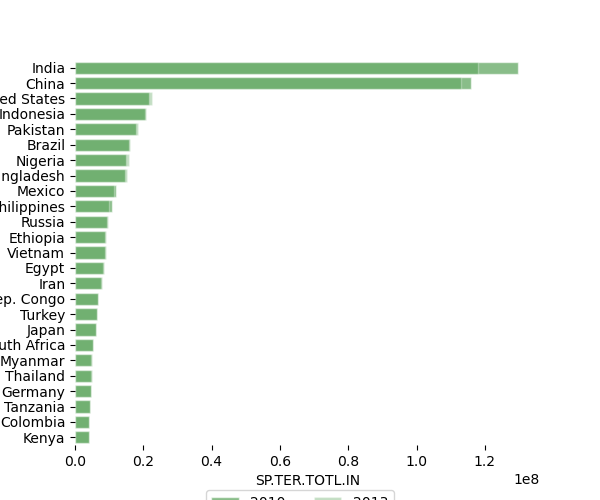 India
China
ed States
Indonesia
Pakistan
Brazil
Nigeria
ngladesh
Mexico
hilippines
Russia
Ethiopia
Vietnam
Egypt
Iran
ep. Congo
Turkey
Japan
uth Africa
Myanmar
Thailand
Germany
Tanzania
Colombia
Kenya
0.0 0.2 0.4 0.6 0.8 1.0 1.2
SP.TER.TOTL.IN 1e8